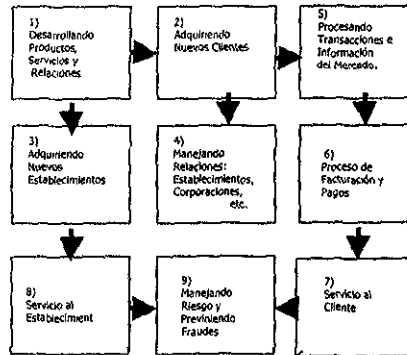 1)
Desarrollando
Productos,
Servicios y
Relaciones
2)
Adquiriendo
Nuevos Clientes
5)
Procesando
Transacciones e
Información
del Mercado.
3)
Adquiriendo
Nuevos
Establecimientos
4)
Manejando
Relaciones:
Establecimientos,
Corporaciones,
etc.
6)
Proceso de
Facturación y
Pagos
8)
Servicio al
Establecimient
9)
Manejando
Riesgo y
Previniendo
Fraudes
7)
Servicio al
Cliente